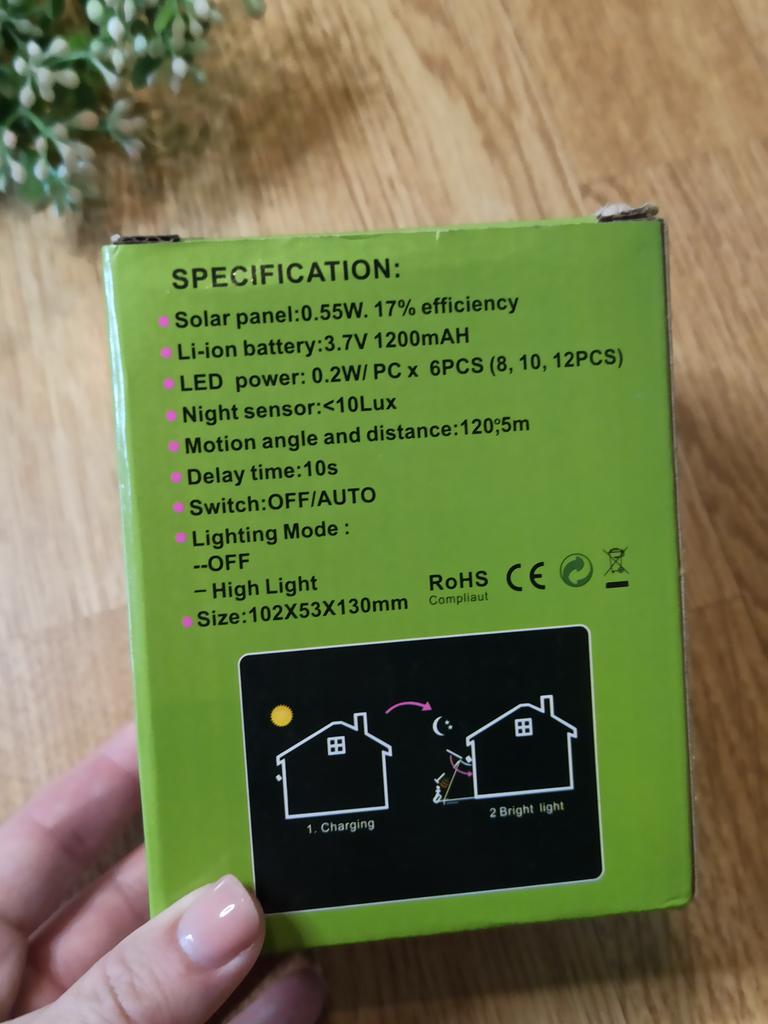 SPECIFICATION:
Solar panel:0.55W. 17% efficiency
Li-ion battery:3.7V 1200mAH
LED power: 0.2W/ PC x 6PCS (8, 10, 12PCS)
Night sensor:<10Lux
Motion angle and distance:120°,5m
Delay time:10s
Switch:OFF/AUTO
Lighting Mode :
--OFF
– High Light
Size:102X53X130mm
RoHS
Compliaut
CE
1. Charging
2 Bright light